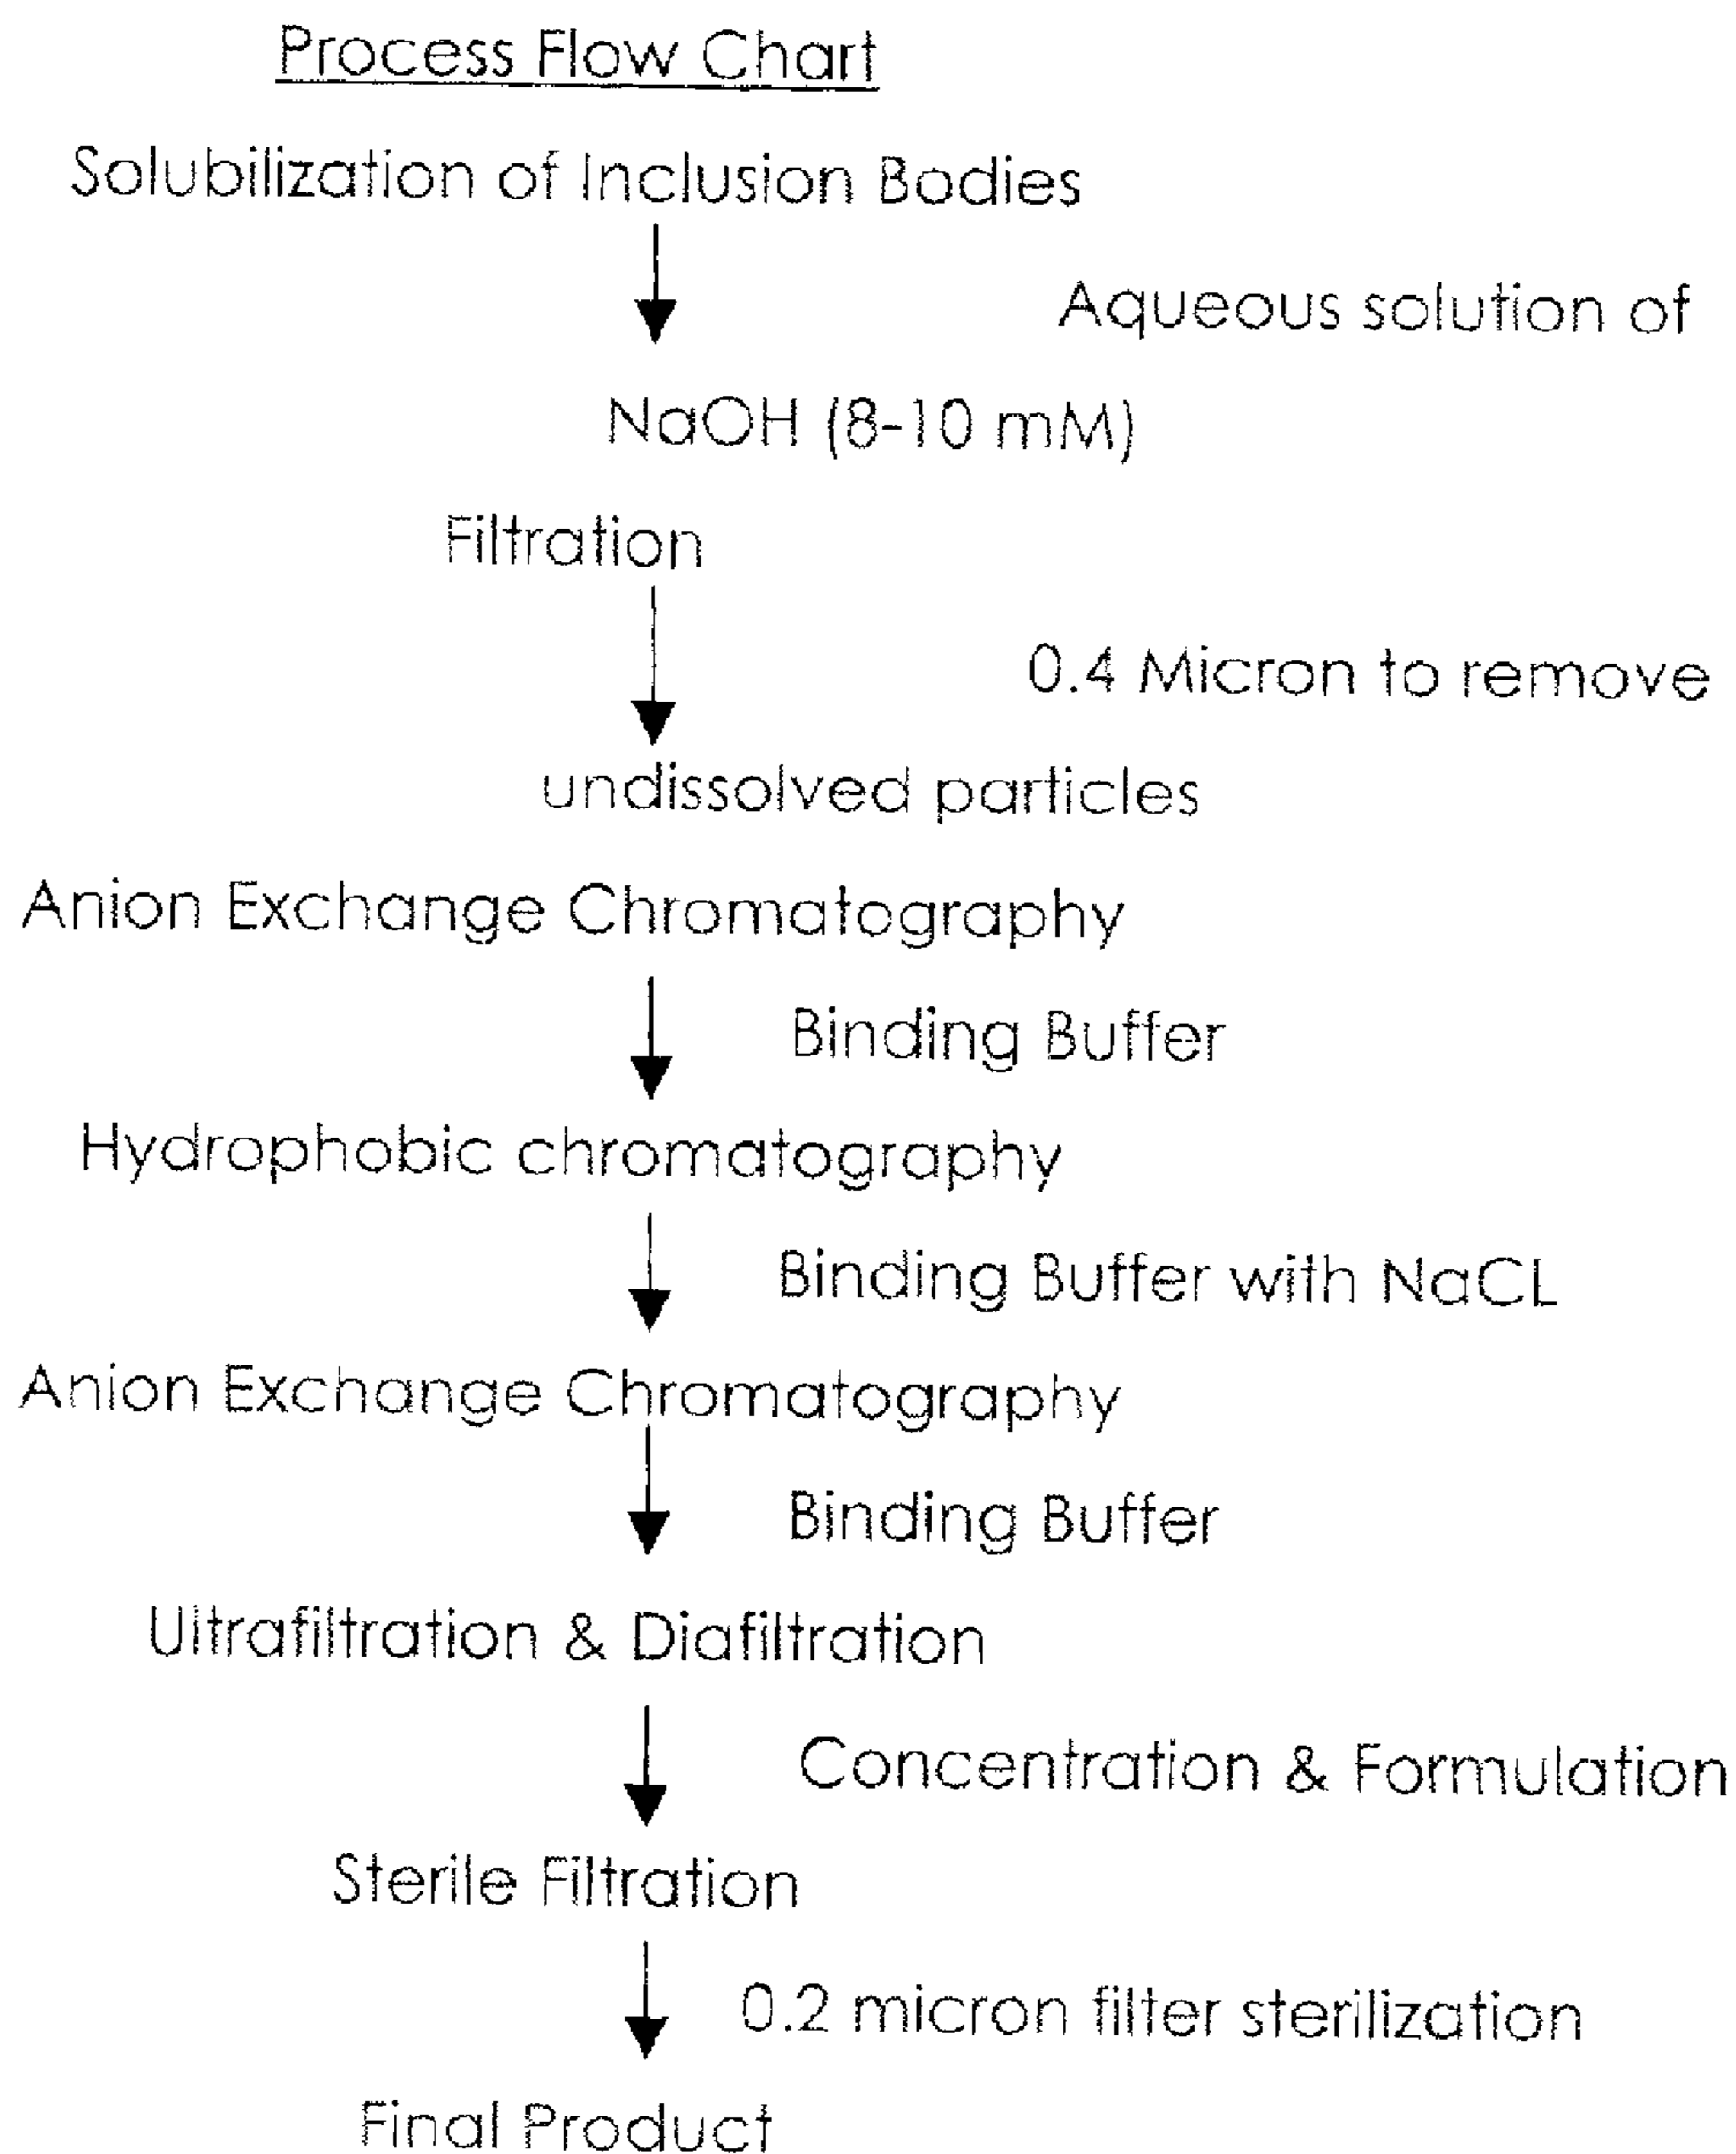 Process Flow Chart
Solubilization of Inclusion Bodies
Aqueous solution of
NaOH (8-10 mM)
Filtration
0.4 Micron to remove
undissolved particles
Anion Exchange Chromatography
Binding Buffer
Hydrophobic chromatography
Binding Buffer with NaCL
Anion Exchange Chromatography
Binding Buffer
Ultrafiltration & Diafiltration
Concentration & Formulation
Sterile Filtration
0.2 micron filter sterilization
Final Product